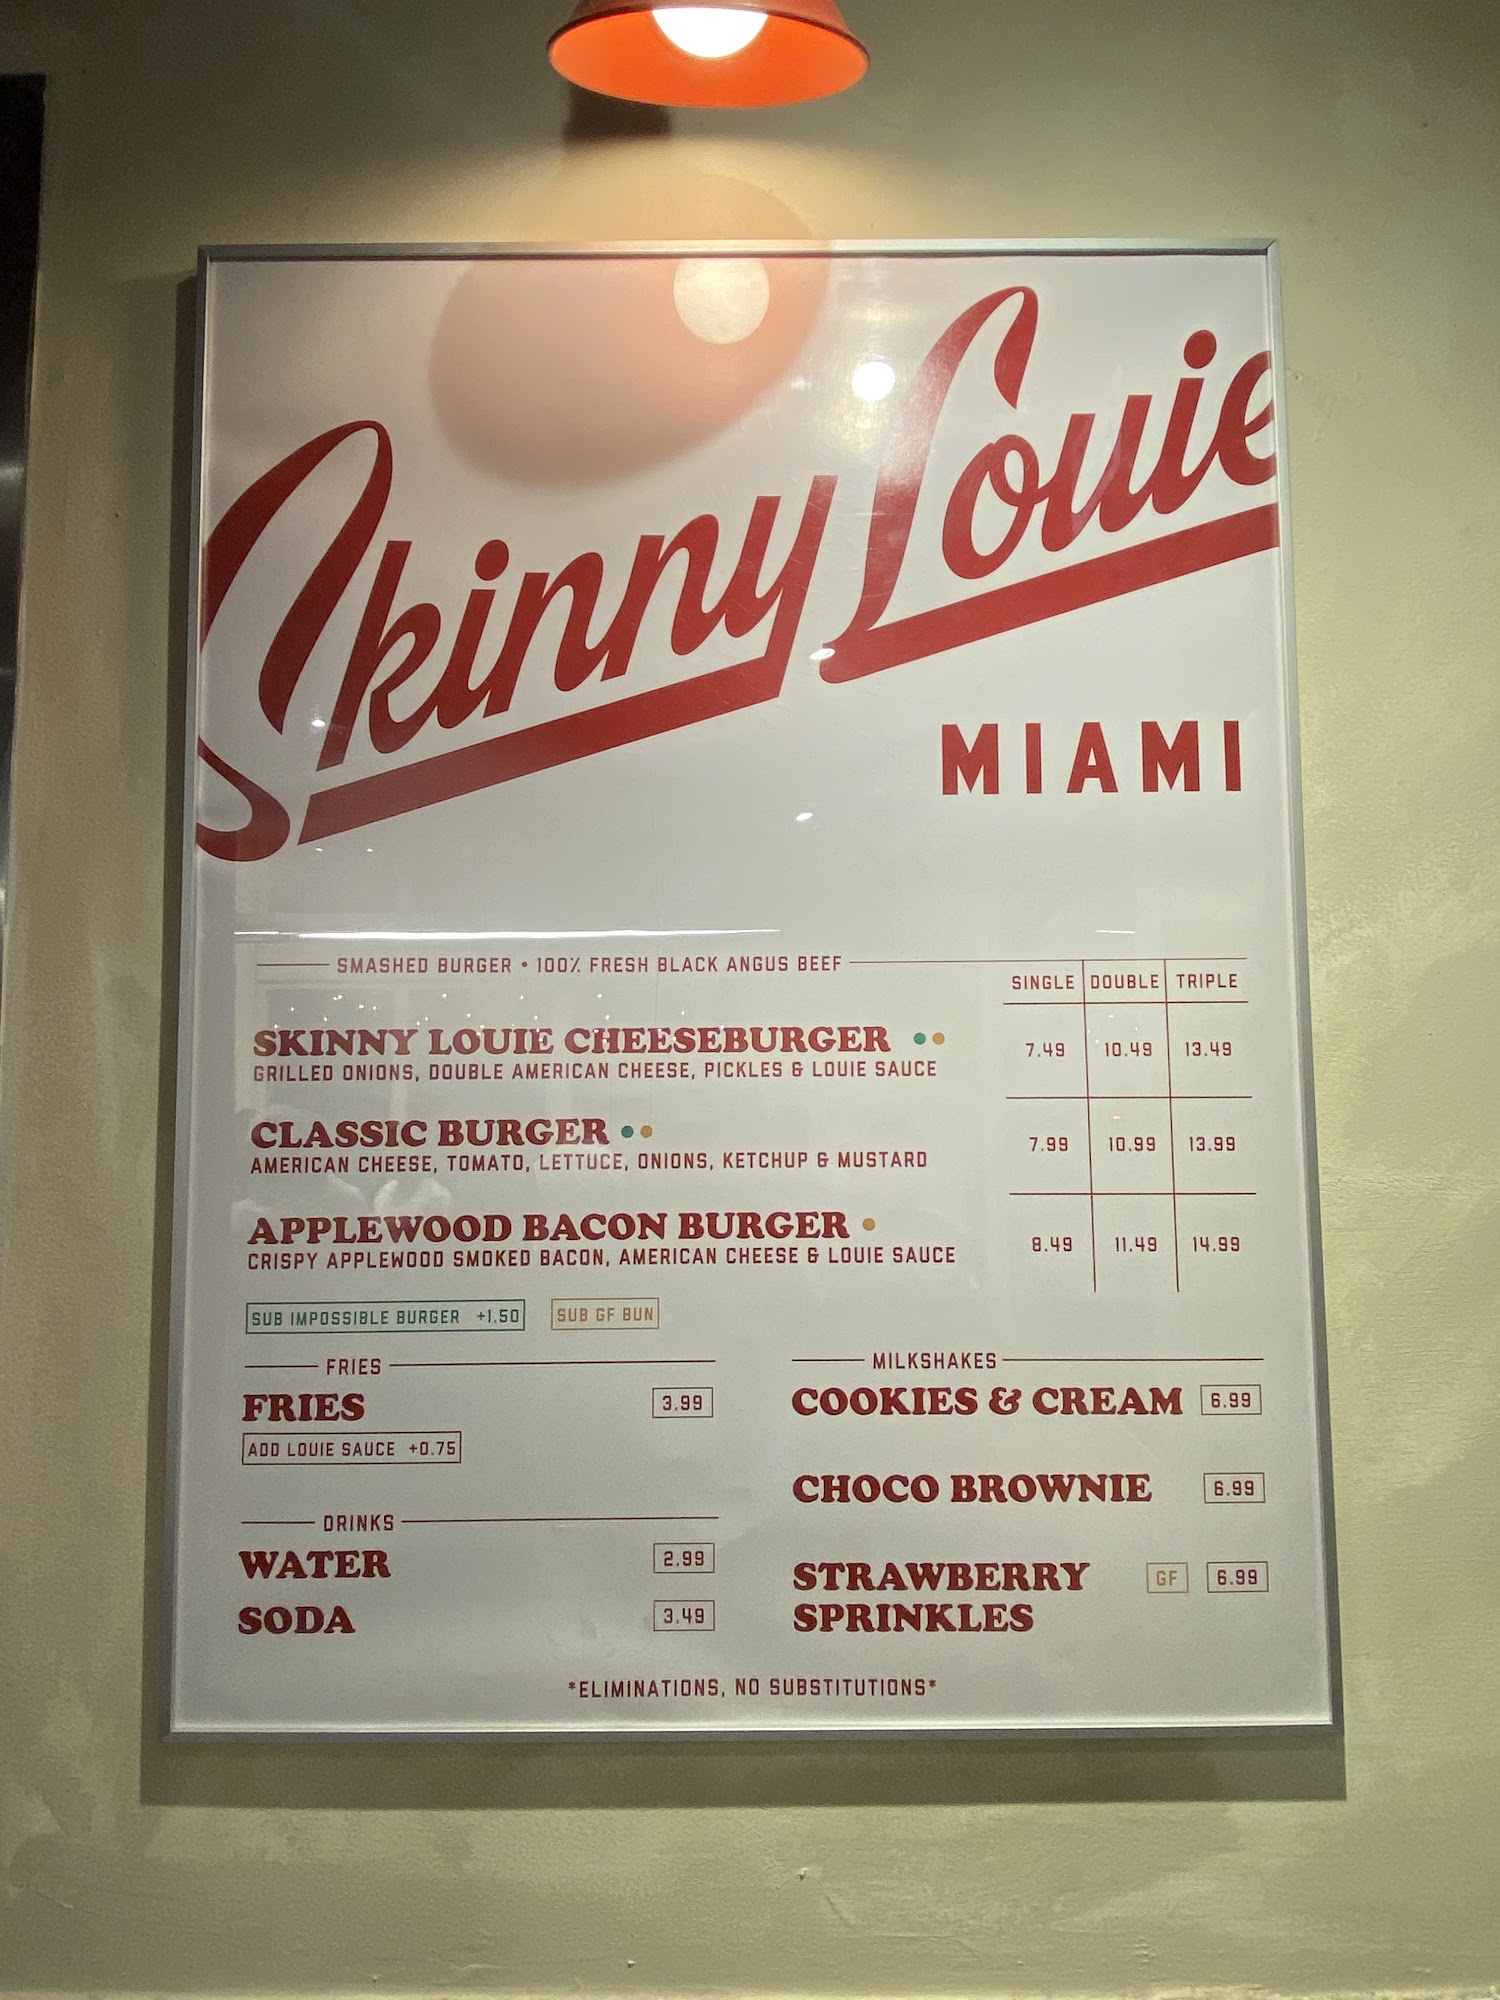 Skinny Louie
MIAMI
SMASHED BURGER • 100% FRESH BLACK ANGUS BEEF
SINGLE DOUBLE TRIPLE
SKINNY LOUIE CHEESEBURGER
7.49 10.49 13.49
GRILLED ONIONS, DOUBLE AMERICAN CHEESE, PICKLES & LOUIE SAUCE
CLASSIC BURGER
7.99 10.99 13.99
AMERICAN CHEESE, TOMATO, LETTUCE, ONIONS, KETCHUP & MUSTARD
APPLEWOOD BACON BURGER
8.49 11.49 14.99
CRISPY APPLEWOOD SMOKED BACON, AMERICAN CHEESE & LOUIE SAUCE
SUB IMPOSSIBLE BURGER +1.50 SUB GF BUN
FRIES
FRIES 3.99
ADD LOUIE SAUCE +0.75
DRINKS
WATER 2.99
SODA 3.49
MILKSHAKES
COOKIES & CREAM 6.99
CHOCO BROWNIE 6.99
STRAWBERRY GF 6.99
SPRINKLES
*ELIMINATIONS, NO SUBSTITUTIONS*